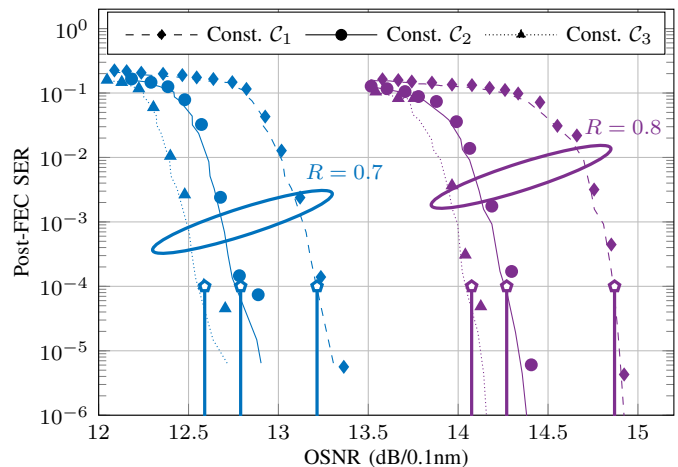 Const. C1 Const. C2 Const. C3
10^0
10^−1
10^−2
10^−3
10^−4
10^−5
10^−6
Post-FEC SER
R = 0.8
R = 0.7
12 12.5 13 13.5 14 14.5 15
OSNR (dB/0.1nm)